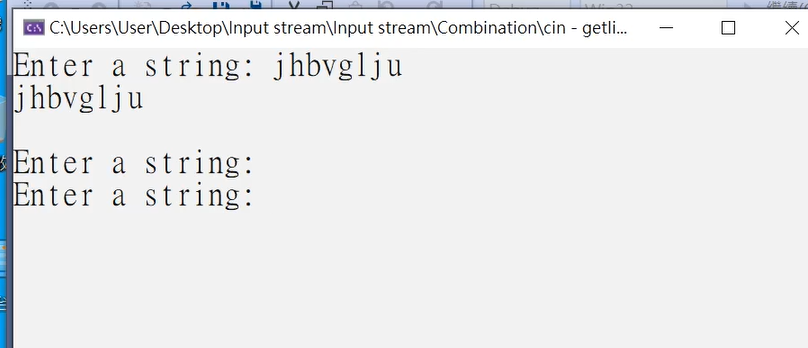 C:\Users\User\Desktop\Input stream\Input stream\Combination\cin - getli...
Enter a string: jhbvglju
jhbvglju
Enter a string:
Enter a string: